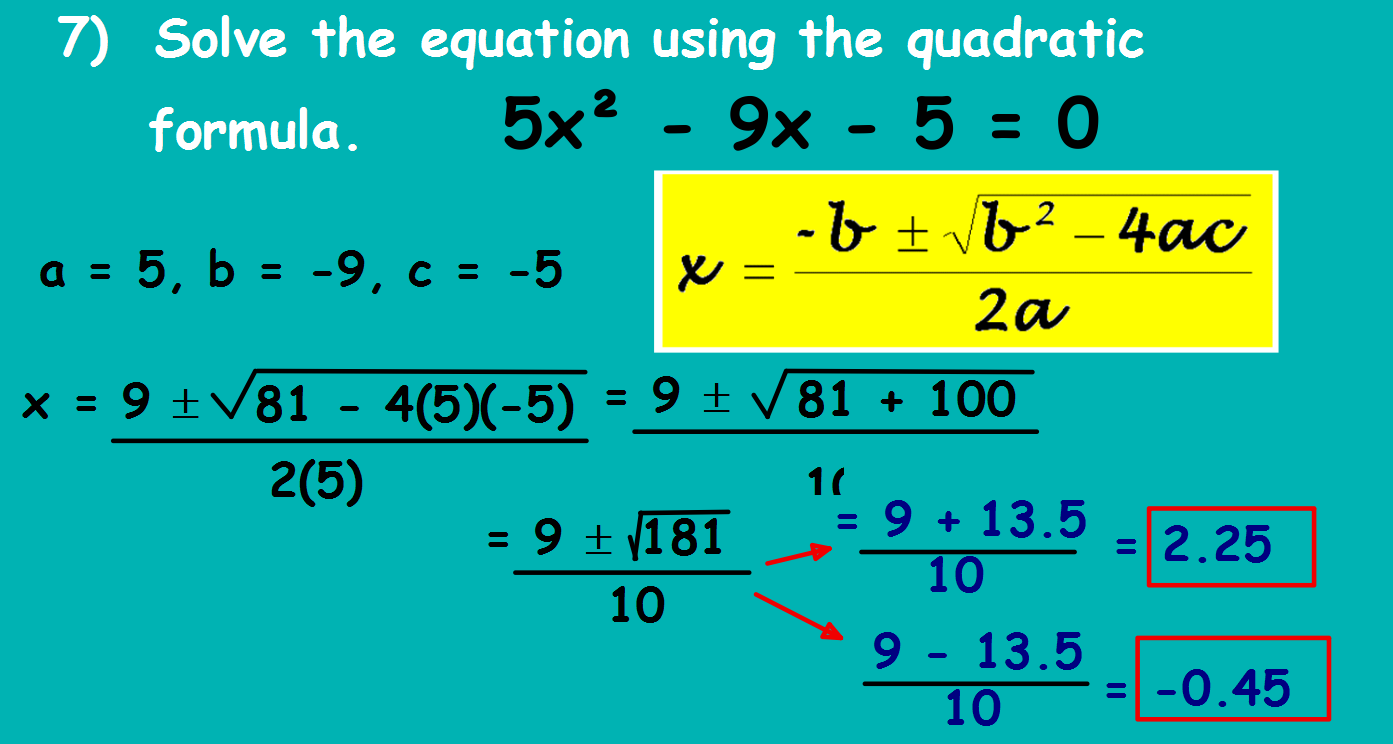 7) Solve the equation using the quadratic
formula. 5x² - 9x - 5 = 0
a = 5, b = -9, c = -5
x = (-b ± √(b² – 4ac)) / 2a
x = (9 ± √(81 - 4(5)(-5))) / 2(5) = (9 ± √(81 + 100)) / 10
= (9 ± √181) / 10
= (9 + 13.5) / 10 = 2.25
(9 - 13.5) / 10 = -0.45